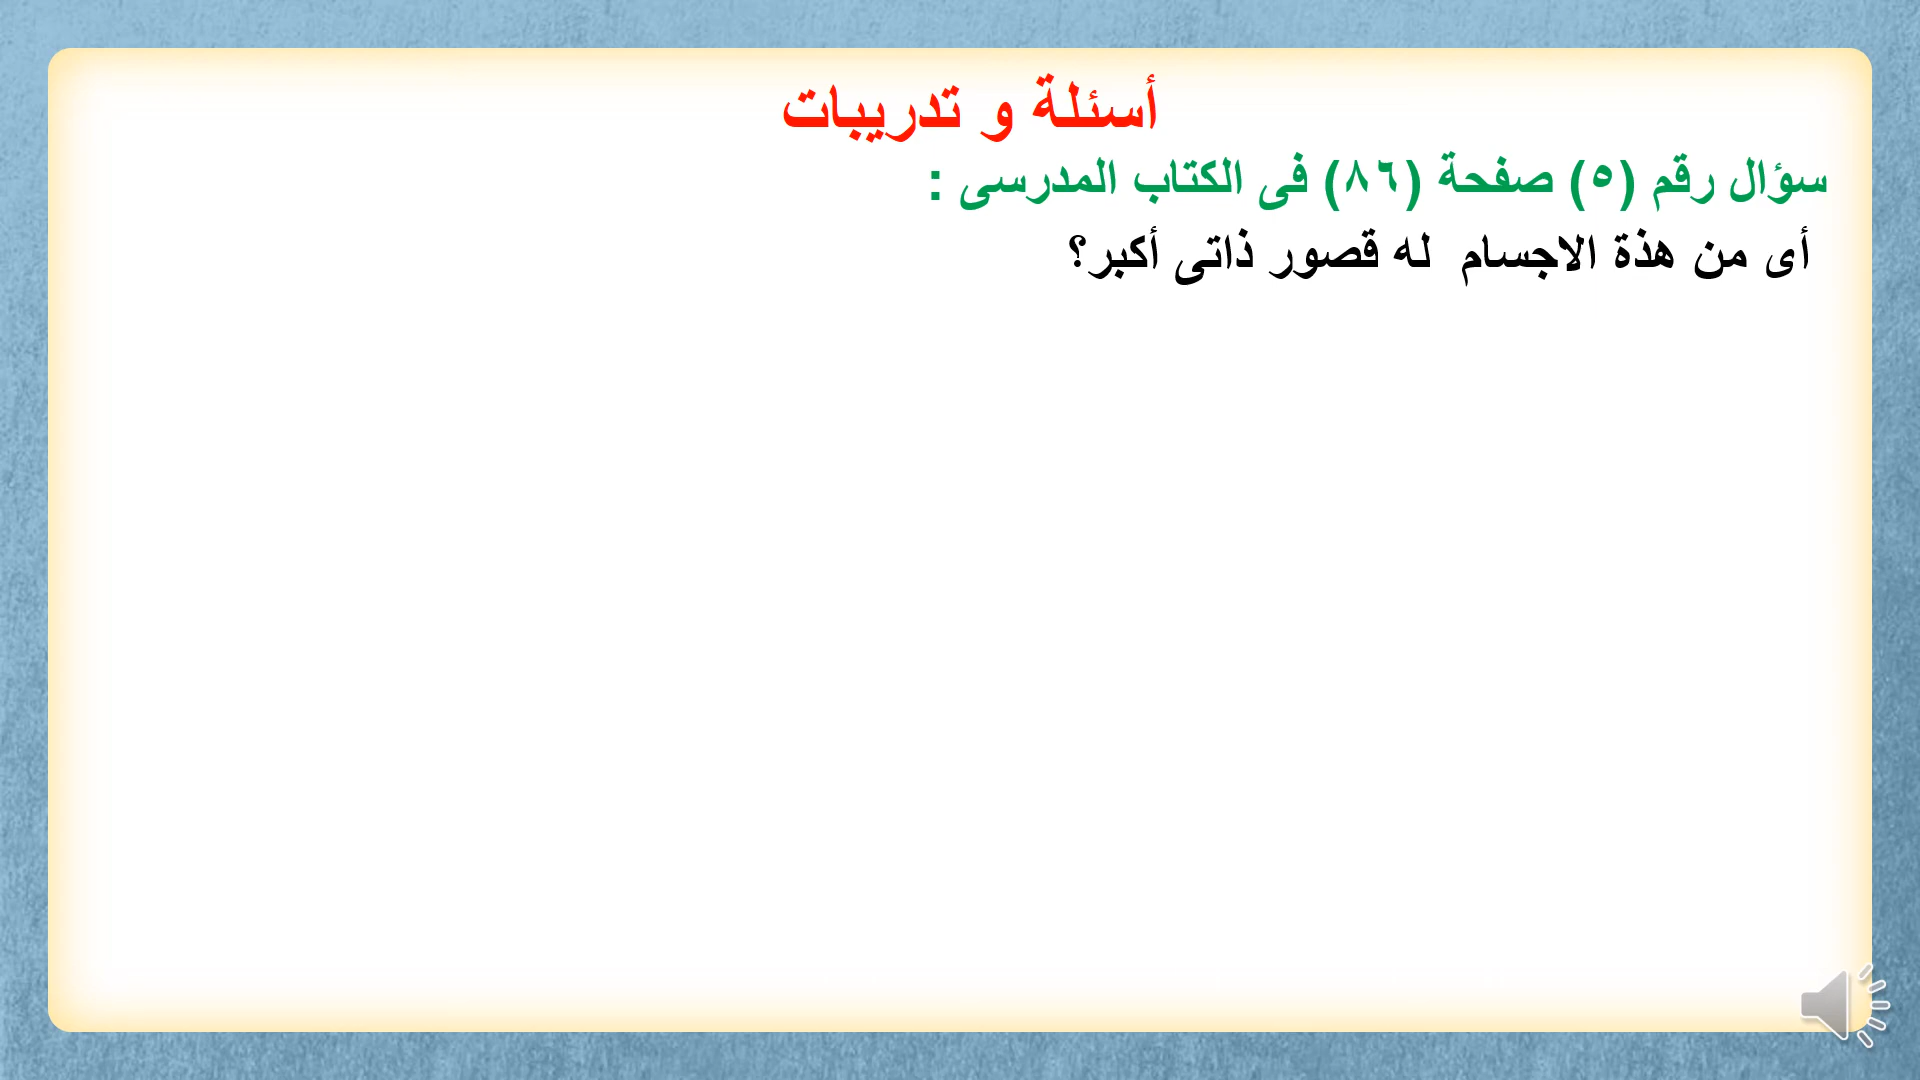 أسئلة و تدريبات
سؤال رقم (٥) صفحة (٨٦) فى الكتاب المدرسى :
أى من هذة الاجسام له قصور ذاتى أكبر؟